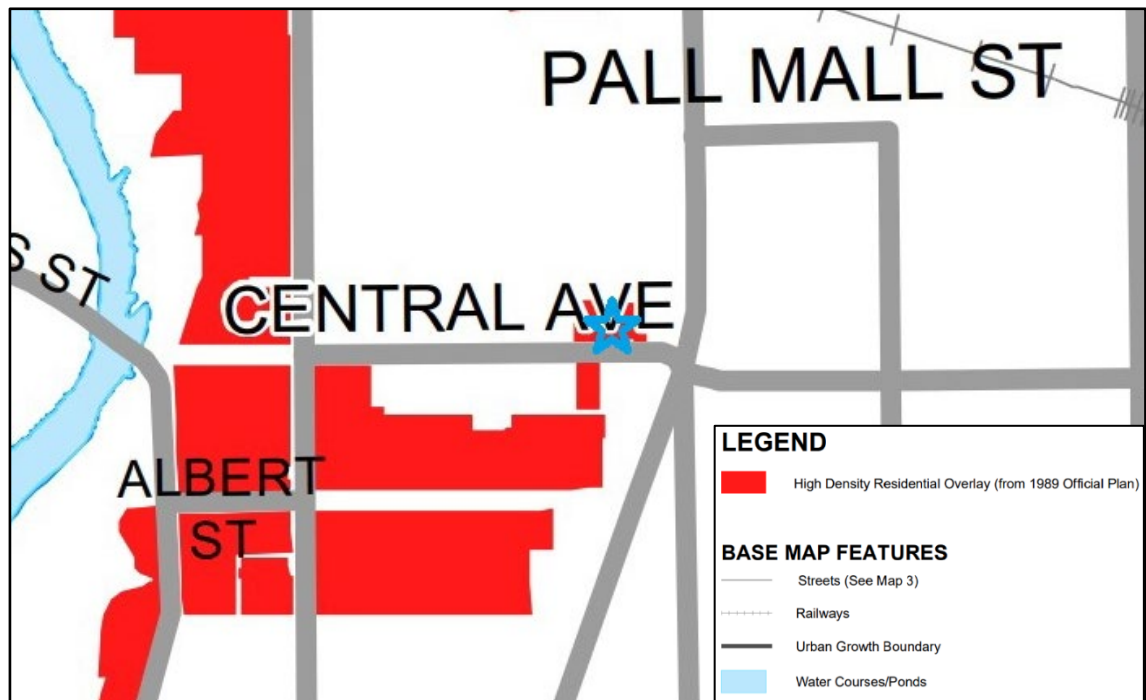 PALL MALL ST
S ST
CENTRAL AVE
ALBERT
ST
LEGEND
High Density Residential Overlay (from 1989 Official Plan)
BASE MAP FEATURES
Streets (See Map 3)
Railways
Urban Growth Boundary
Water Courses/Ponds